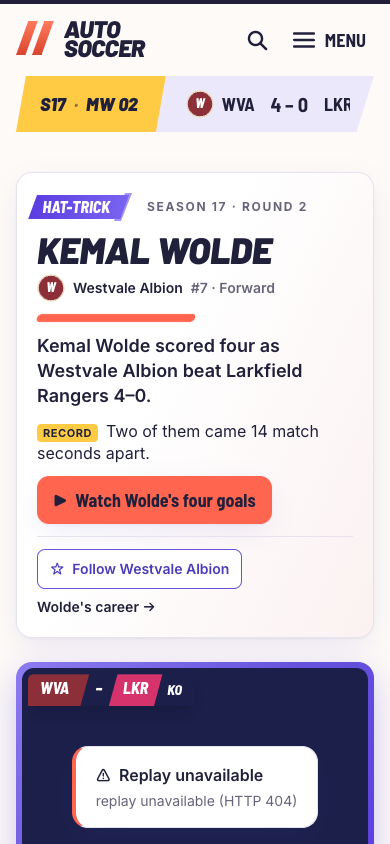 AUTO
SOCCER
MENU
S17 · MW 02
W WVA 4 – 0 LKR
HAT-TRICK SEASON 17 · ROUND 2
KEMAL WOLDE
W Westvale Albion #7 · Forward
Kemal Wolde scored four as
Westvale Albion beat Larkfield
Rangers 4–0.
RECORD Two of them came 14 match
seconds apart.
Watch Wolde's four goals
Follow Westvale Albion
Wolde's career →
WVA – LKR KO
Replay unavailable
replay unavailable (HTTP 404)